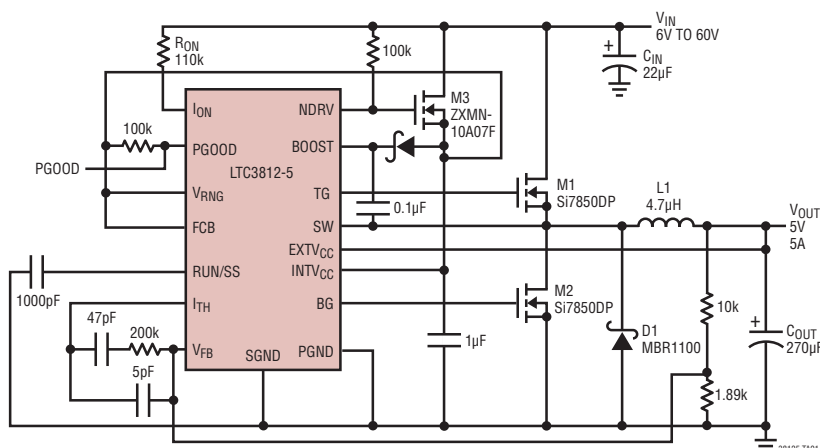 V_IN
6V TO 60V
R_ON
110k
100k
+
C_IN
22µF
M3
ZXMN-
10A07F
I_ON
NDRV
100k
PGOOD
BOOST
PGOOD
LTC3812-5
V_RNG
TG
M1
Si7850DP
L1
4.7µH
V_OUT
5V
5A
0.1µF
FCB
SW
EXTV_CC
RUN/SS
INTV_CC
1000pF
I_TH
BG
M2
Si7850DP
10k
47pF
200k
D1
MBR1100
+
C_OUT
270µF
V_FB
SGND
PGND
1µF
5pF
1.89k
38125 TA01